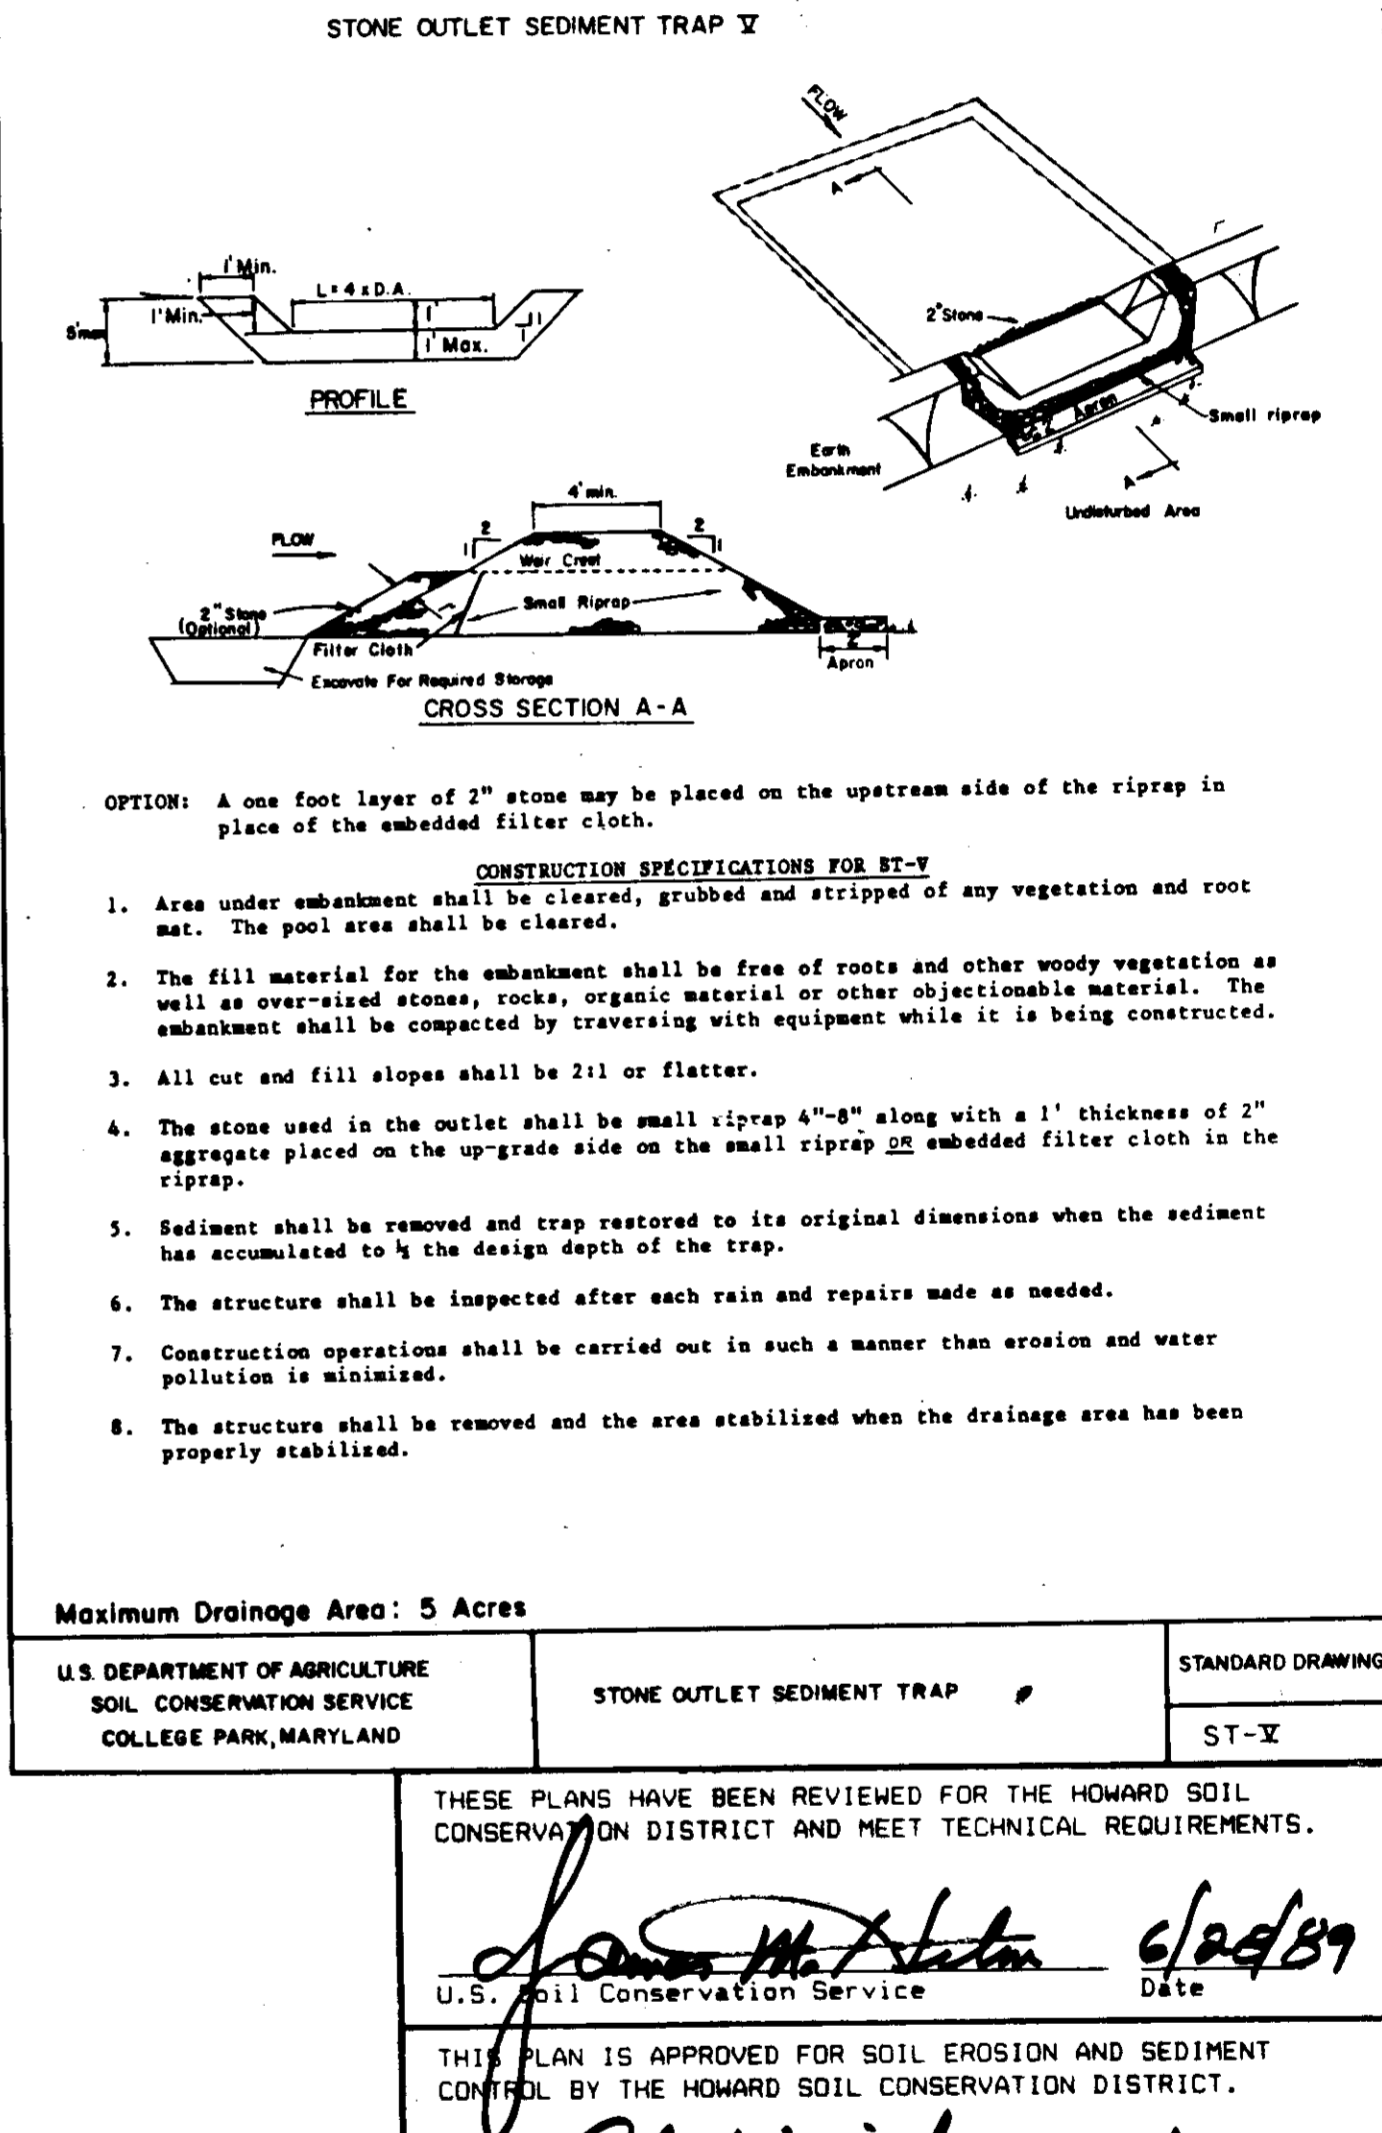 STONE OUTLET SEDIMENT TRAP V
FLOW
A
1' Min.
L = 4 x D.A.
1' Min.
1'
5' max
1' Max.
1
1
PROFILE
2" Stone
Apron
Small riprap
Earth
Embankment
A
Undisturbed Area
4' min.
FLOW
2
1
2
1
Weir Crest
2" Stone
(Optional)
Small Riprap
Filter Cloth
2'
Apron
Excavate For Required Storage
CROSS SECTION A-A
OPTION: A one foot layer of 2" stone may be placed on the upstream side of the riprap in
place of the embedded filter cloth.
CONSTRUCTION SPECIFICATIONS FOR ST-V
1. Area under embankment shall be cleared, grubbed and stripped of any vegetation and root
mat. The pool area shall be cleared.
2. The fill material for the embankment shall be free of roots and other woody vegetation as
well as over-sized stones, rocks, organic material or other objectionable material. The
embankment shall be compacted by traversing with equipment while it is being constructed.
3. All cut and fill slopes shall be 2:1 or flatter.
4. The stone used in the outlet shall be small riprap 4"-8" along with a 1' thickness of 2"
aggregate placed on the up-grade side on the small riprap OR embedded filter cloth in the
riprap.
5. Sediment shall be removed and trap restored to its original dimensions when the sediment
has accumulated to ½ the design depth of the trap.
6. The structure shall be inspected after each rain and repairs made as needed.
7. Construction operations shall be carried out in such a manner than erosion and water
pollution is minimized.
8. The structure shall be removed and the area stabilized when the drainage area has been
properly stabilized.
Maximum Drainage Area: 5 Acres
U.S. DEPARTMENT OF AGRICULTURE
SOIL CONSERVATION SERVICE
COLLEGE PARK, MARYLAND
STONE OUTLET SEDIMENT TRAP
STANDARD DRAWING
ST-V
THESE PLANS HAVE BEEN REVIEWED FOR THE HOWARD SOIL
CONSERVATION DISTRICT AND MEET TECHNICAL REQUIREMENTS.
James M. 6/28/89
U.S. Soil Conservation Service Date
THIS PLAN IS APPROVED FOR SOIL EROSION AND SEDIMENT
CONTROL BY THE HOWARD SOIL CONSERVATION DISTRICT.